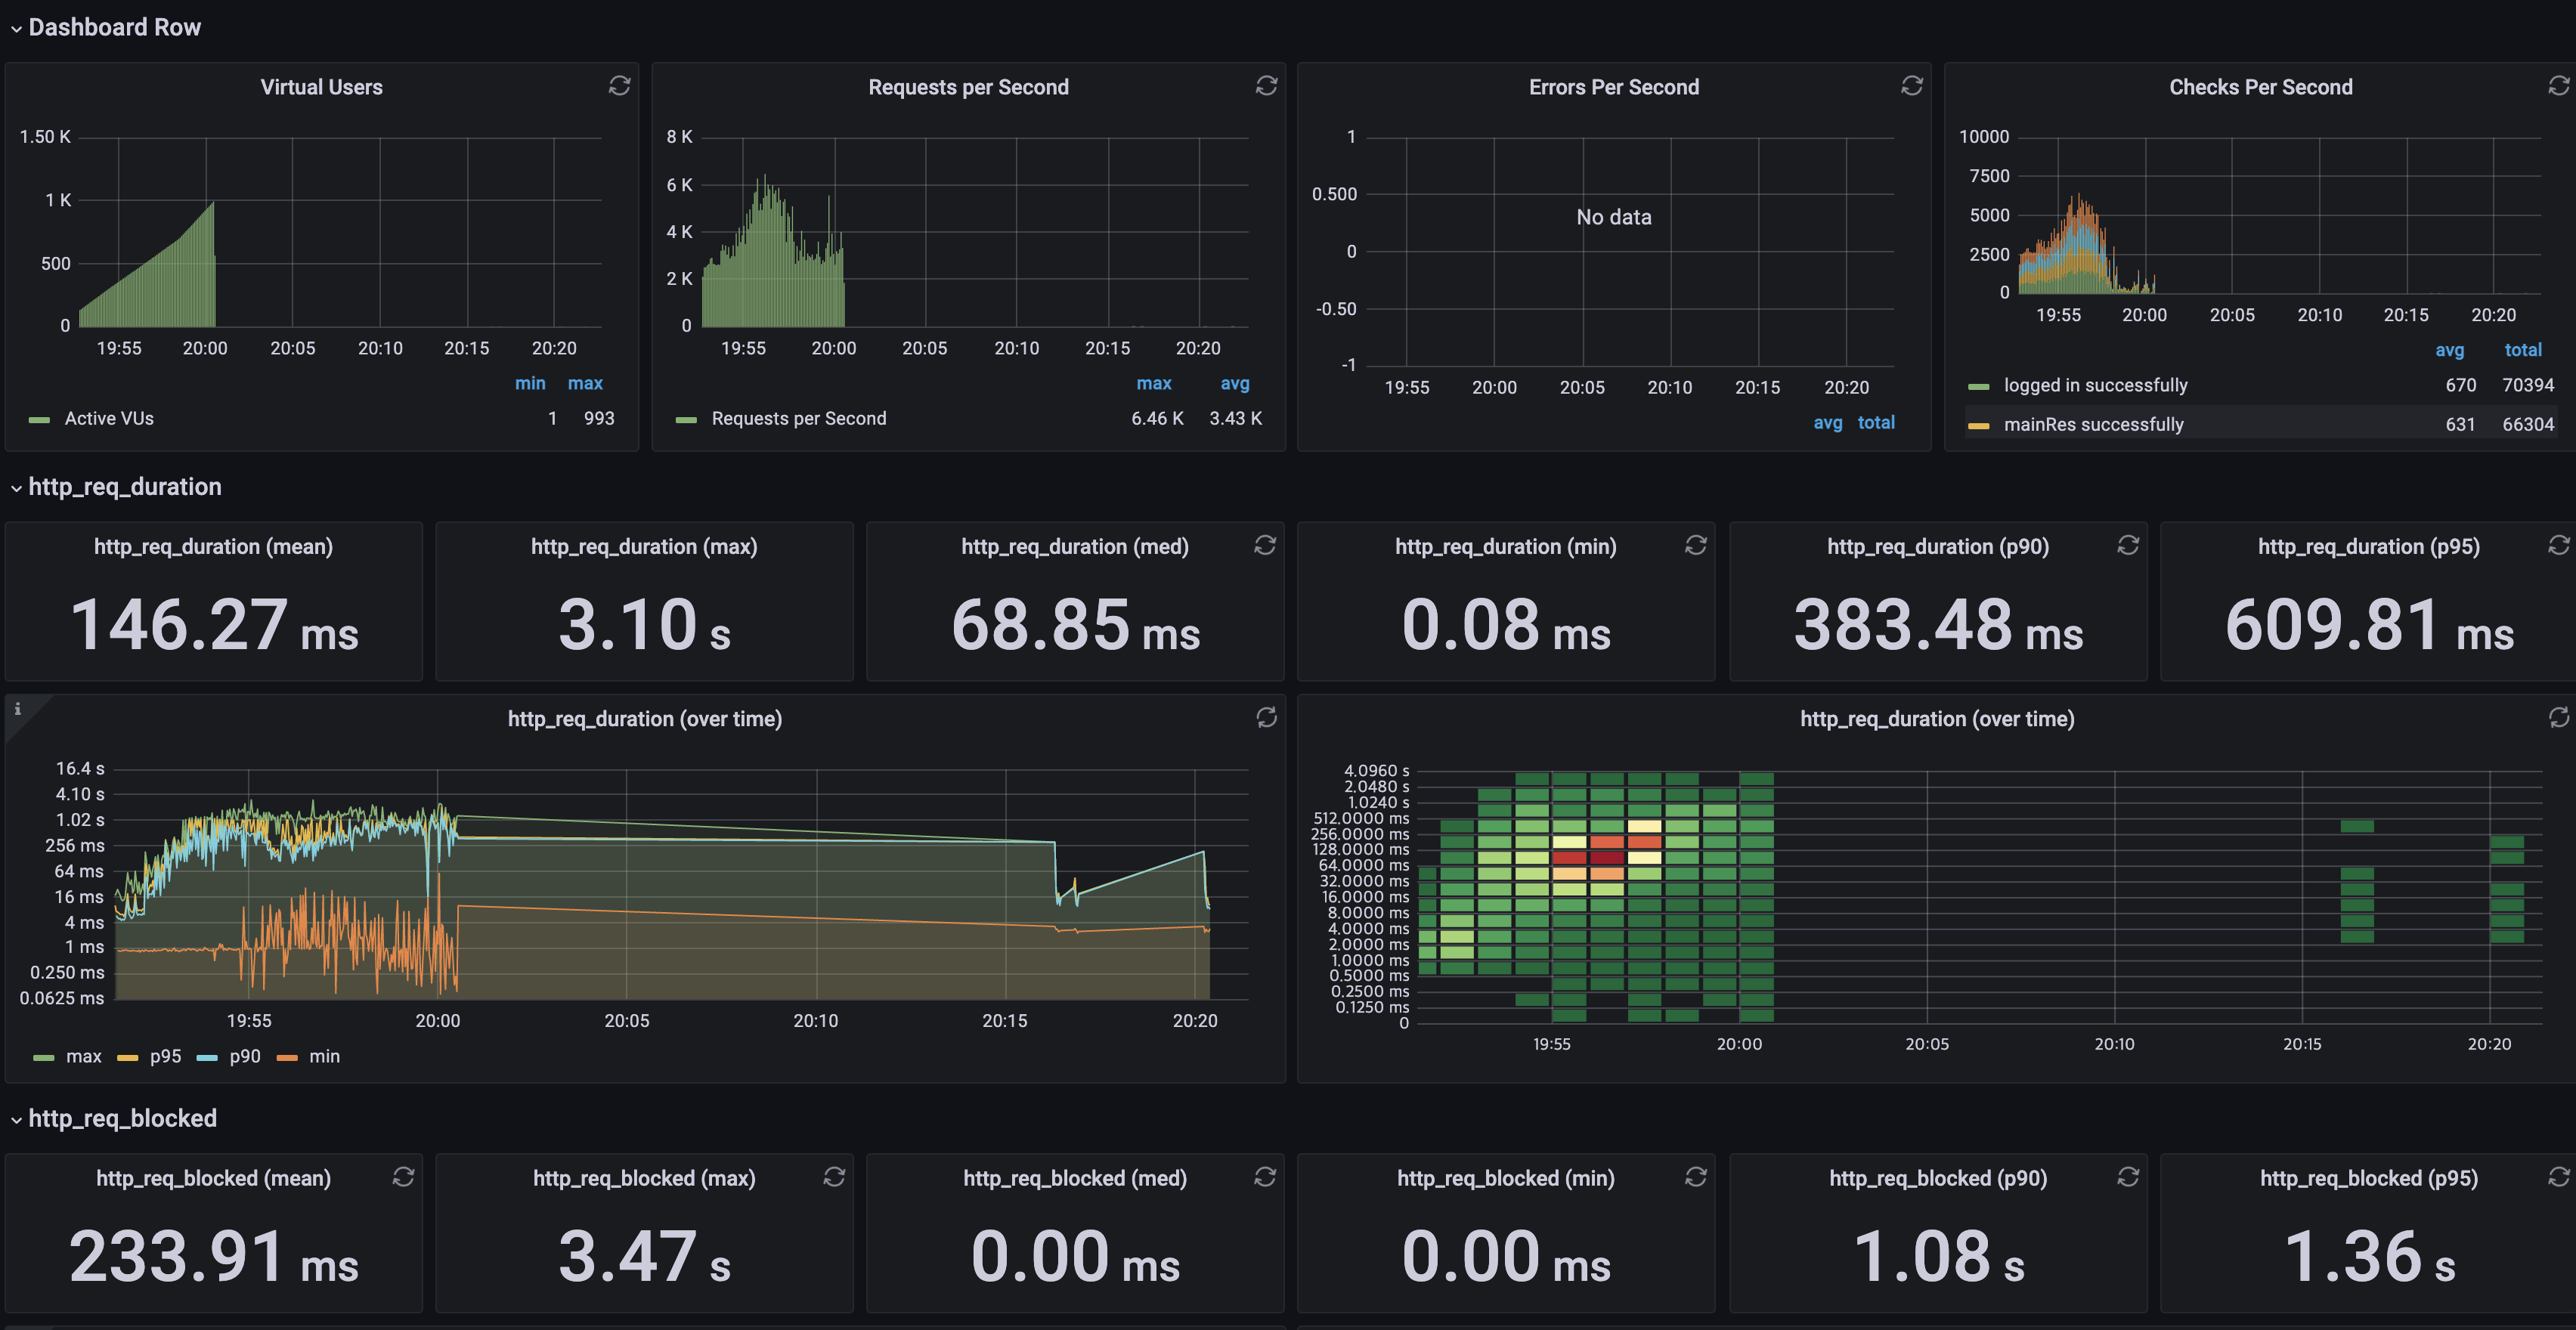 Dashboard Row
Virtual Users
1.50 K
1 K
500
0
19:55 20:00 20:05 20:10 20:15 20:20
min max
Active VUs 1 993
Requests per Second
8 K
6 K
4 K
2 K
0
19:55 20:00 20:05 20:10 20:15 20:20
max avg
Requests per Second 6.46 K 3.43 K
Errors Per Second
1
0.500
0
-0.50
-1
No data
19:55 20:00 20:05 20:10 20:15 20:20
avg total
Checks Per Second
10000
7500
5000
2500
0
19:55 20:00 20:05 20:10 20:15 20:20
avg total
logged in successfully 670 70394
mainRes successfully 631 66304
http_req_duration
http_req_duration (mean)
146.27 ms
http_req_duration (max)
3.10 s
http_req_duration (med)
68.85 ms
http_req_duration (min)
0.08 ms
http_req_duration (p90)
383.48 ms
http_req_duration (p95)
609.81 ms
i
http_req_duration (over time)
16.4 s
4.10 s
1.02 s
256 ms
64 ms
16 ms
4 ms
1 ms
0.250 ms
0.0625 ms
19:55 20:00 20:05 20:10 20:15 20:20
max p95 p90 min
http_req_duration (over time)
4.0960 s
2.0480 s
1.0240 s
512.0000 ms
256.0000 ms
128.0000 ms
64.0000 ms
32.0000 ms
16.0000 ms
8.0000 ms
4.0000 ms
2.0000 ms
1.0000 ms
0.5000 ms
0.2500 ms
0.1250 ms
0
19:55 20:00 20:05 20:10 20:15 20:20
http_req_blocked
http_req_blocked (mean)
233.91 ms
http_req_blocked (max)
3.47 s
http_req_blocked (med)
0.00 ms
http_req_blocked (min)
0.00 ms
http_req_blocked (p90)
1.08 s
http_req_blocked (p95)
1.36 s